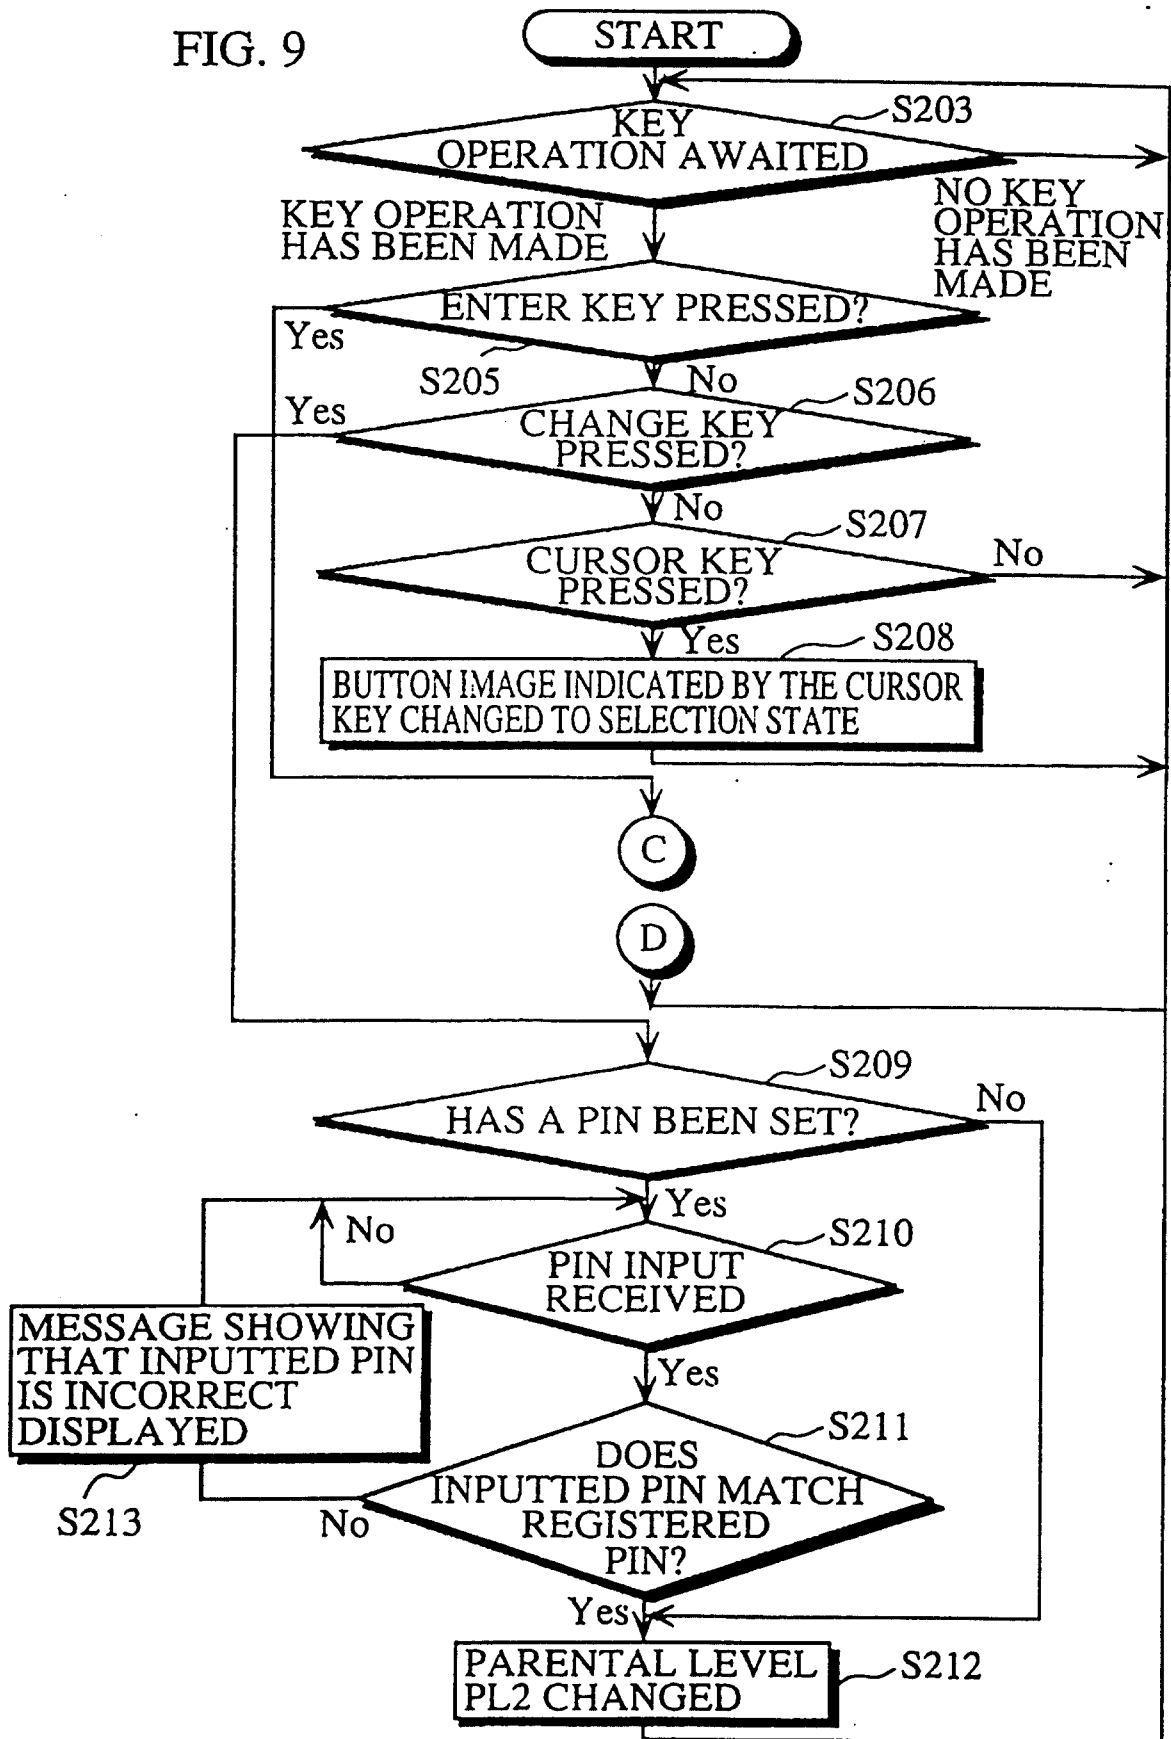 FIG. 9
START
S203
KEY
OPERATION AWAITED
KEY OPERATION
HAS BEEN MADE
NO KEY
OPERATION
HAS BEEN
MADE
ENTER KEY PRESSED?
Yes
S205
No
S206
Yes
CHANGE KEY
PRESSED?
No
S207
CURSOR KEY
PRESSED?
No
Yes
S208
BUTTON IMAGE INDICATED BY THE CURSOR
KEY CHANGED TO SELECTION STATE
C
D
S209
HAS A PIN BEEN SET?
No
Yes
No
S210
PIN INPUT
RECEIVED
MESSAGE SHOWING
THAT INPUTTED PIN
IS INCORRECT
DISPLAYED
Yes
S211
DOES
INPUTTED PIN MATCH
REGISTERED
PIN?
S213
No
Yes
PARENTAL LEVEL
PL2 CHANGED
S212